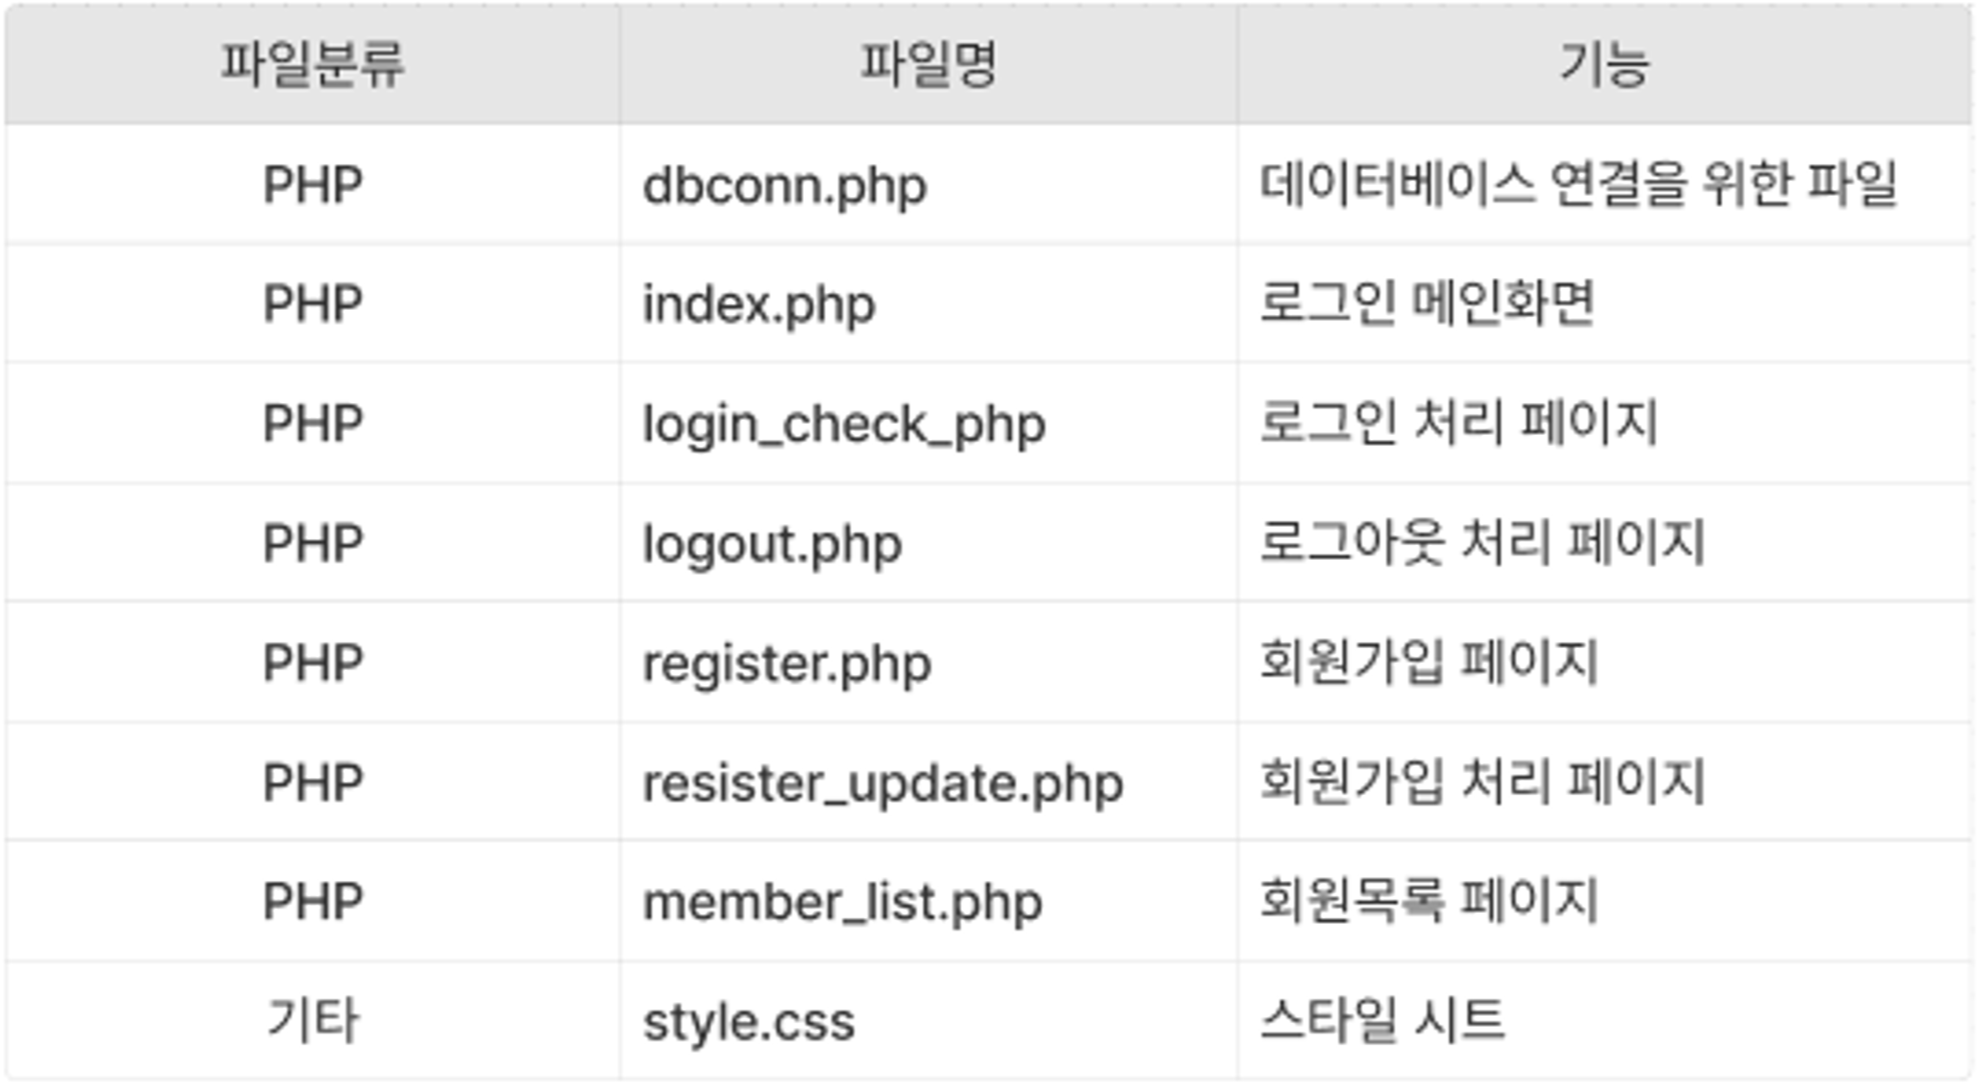 파일분류 파일명 기능
PHP dbconn.php 데이터베이스 연결을 위한 파일
PHP index.php 로그인 메인화면
PHP login_check_php 로그인 처리 페이지
PHP logout.php 로그아웃 처리 페이지
PHP register.php 회원가입 페이지
PHP resister_update.php 회원가입 처리 페이지
PHP member_list.php 회원목록 페이지
기타 style.css 스타일 시트